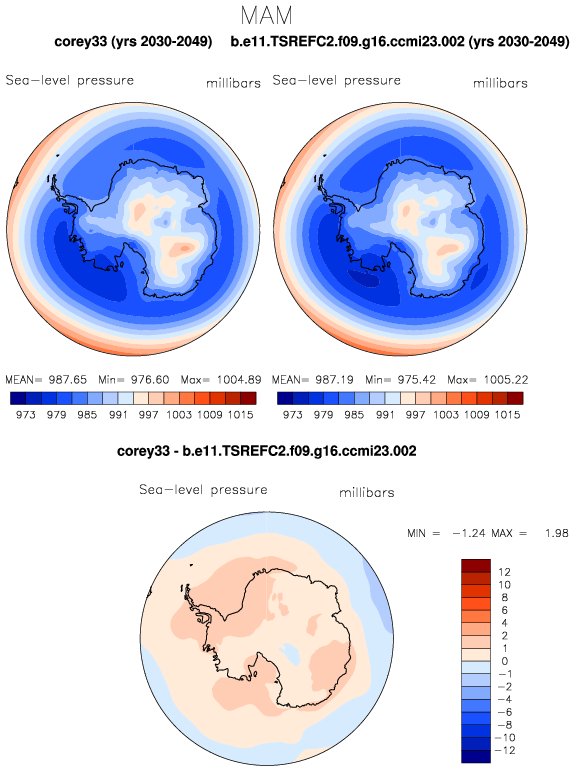 MAM
corey33 (yrs 2030-2049) b.e11.TSREFC2.f09.g16.ccmi23.002 (yrs 2030-2049)
Sea-level pressure millibars Sea-level pressure millibars
MEAN= 987.65 Min= 976.60 Max= 1004.89 MEAN= 987.19 Min= 975.42 Max= 1005.22
973 979 985 991 997 1003 1009 1015 973 979 985 991 997 1003 1009 1015
corey33 - b.e11.TSREFC2.f09.g16.ccmi23.002
Sea-level pressure millibars
MIN = -1.24 MAX = 1.98
12
10
8
6
4
2
1
0
-1
-2
-4
-6
-8
-10
-12